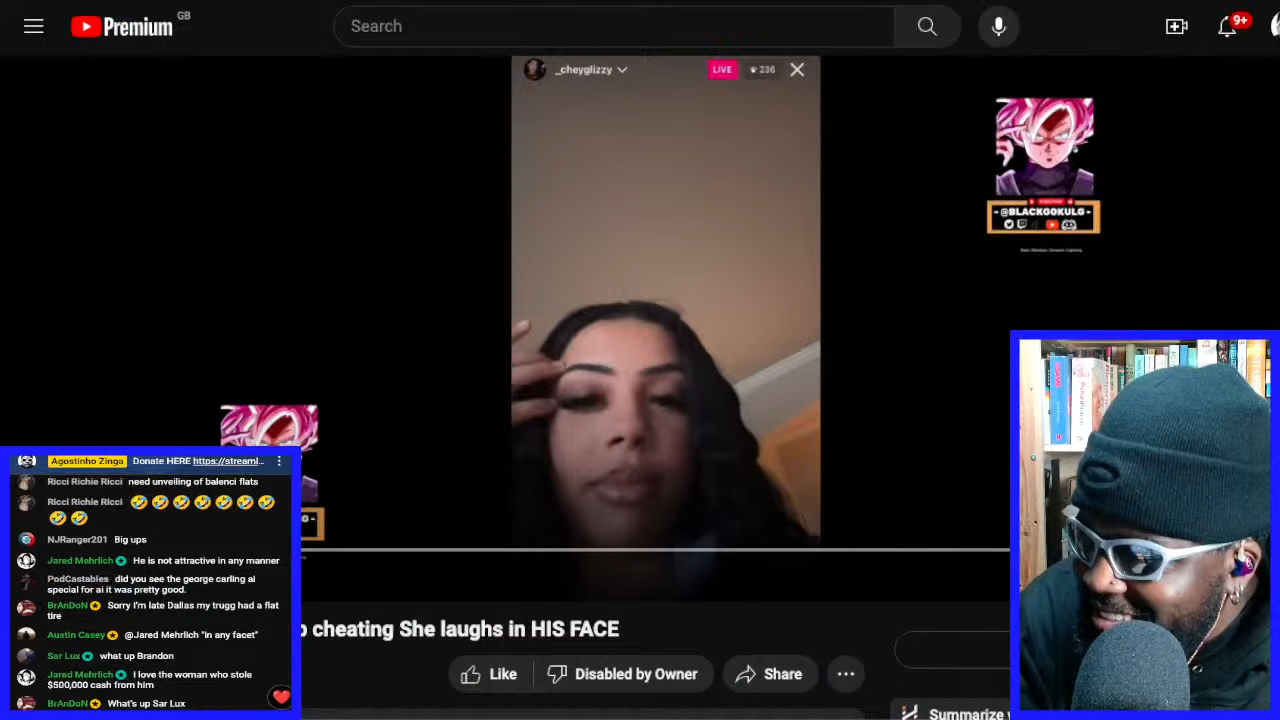 Premium GB
Search
9+
_cheyglizzy
LIVE
236
- @BLACKGOKULG -
Agostinho Zinga Donate HERE https://streaml...
Ricci Richie Ricci need unveiling of balenci flats
Ricci Richie Ricci 🤣🤣🤣🤣🤣🤣🤣
🤣🤣
NJRanger201 Big ups
Jared Mehrlich He is not attractive in any manner
PodCastables did you see the george carling ai
special for ai it was pretty good.
BrAnDoN Sorry I'm late Dallas my trugg had a flat
tire
Austin Casey @Jared Mehrlich "in any facet"
Sar Lux what up Brandon
Jared Mehrlich I love the woman who stole
$500,000 cash from him
BrAnDoN What's up Sar Lux
cheating She laughs in HIS FACE
Like
Disabled by Owner
Share
Summarize